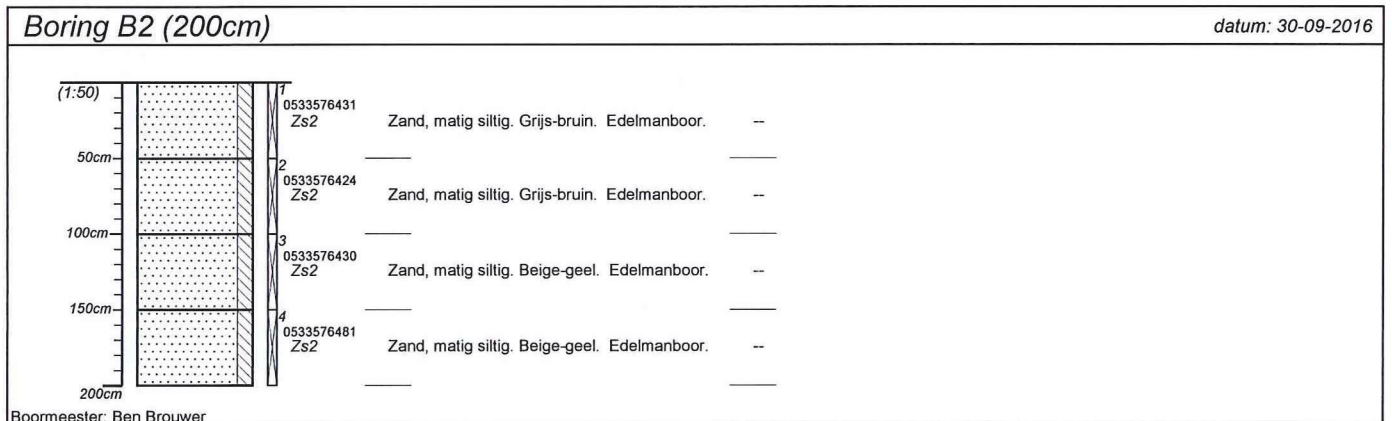 Boring B2 (200cm) datum: 30-09-2016
(1:50)
1
0533576431
Zs2 Zand, matig siltig. Grijs-bruin. Edelmanboor. --
50cm
2
0533576424
Zs2 Zand, matig siltig. Grijs-bruin. Edelmanboor. --
100cm
3
0533576430
Zs2 Zand, matig siltig. Beige-geel. Edelmanboor. --
150cm
4
0533576481
Zs2 Zand, matig siltig. Beige-geel. Edelmanboor. --
200cm
Boormeester: Ben Brouwer